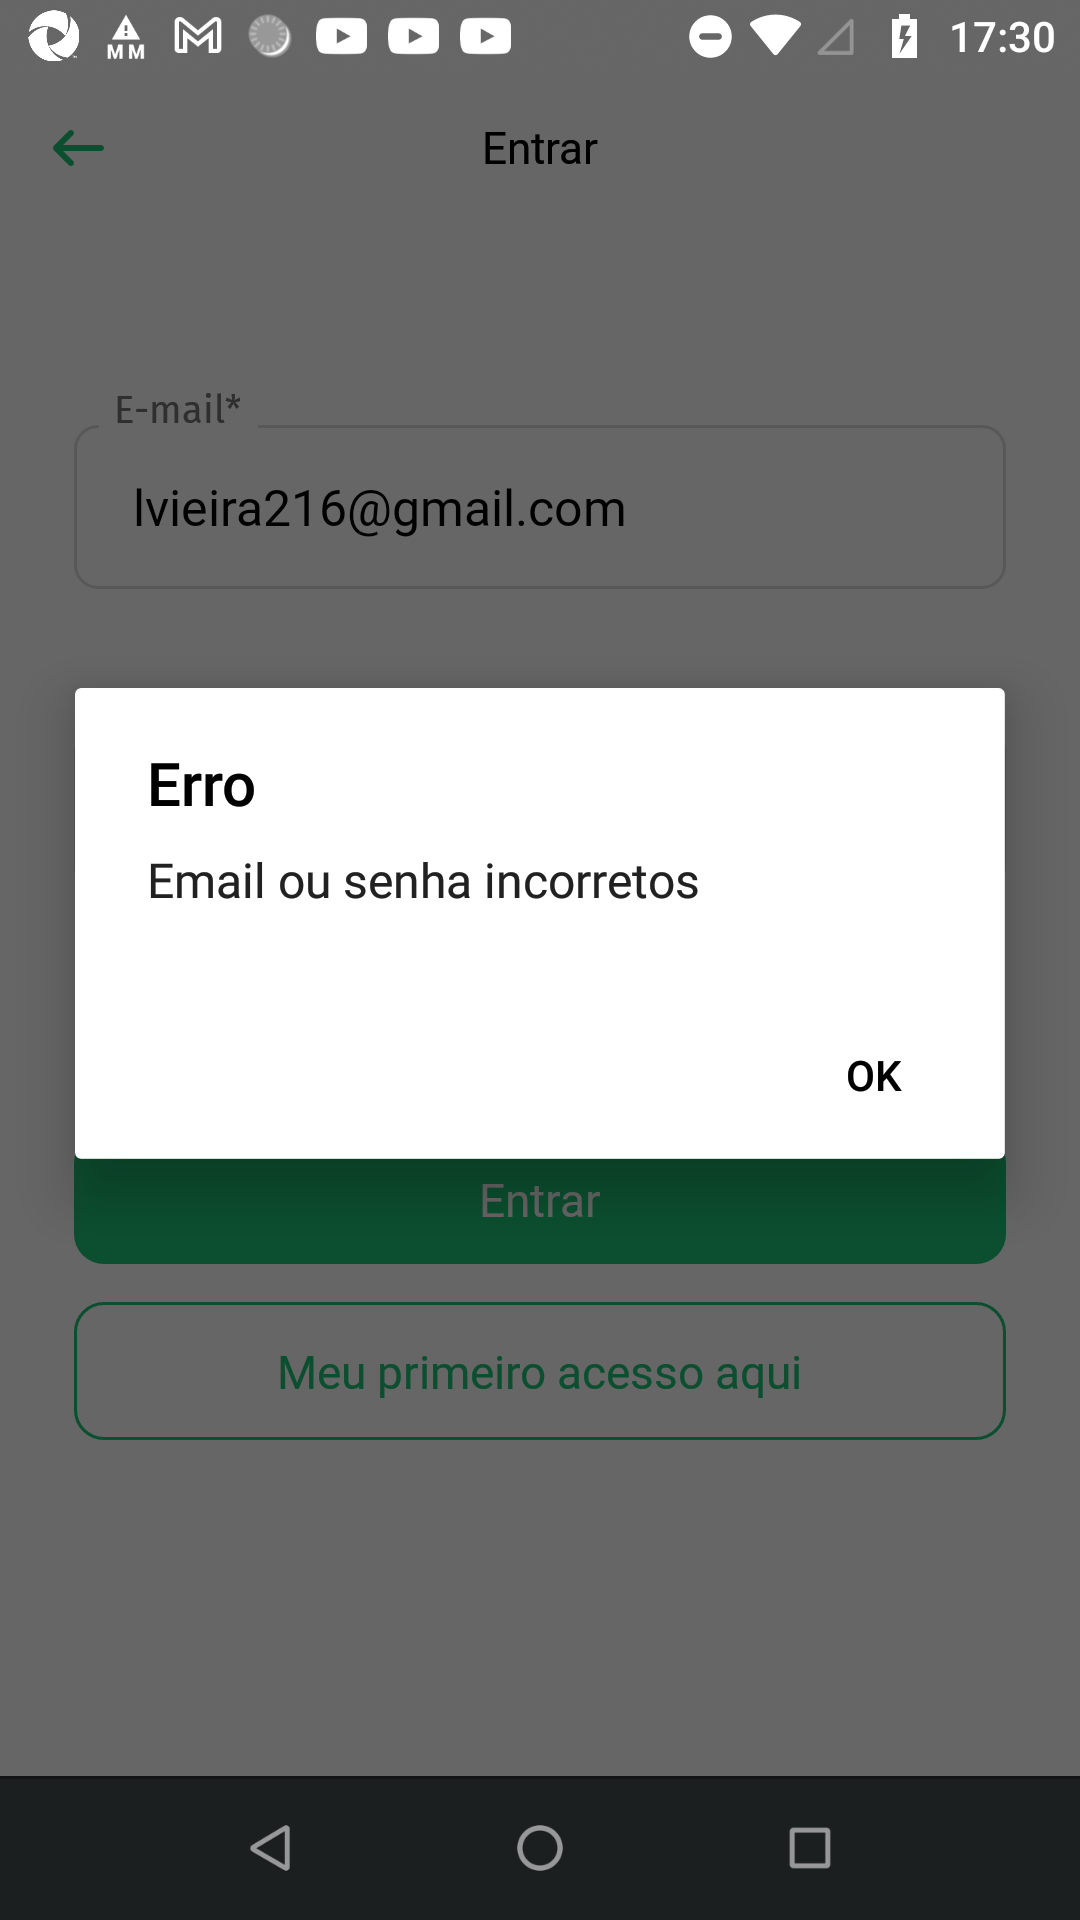 MM
17:30
Entrar
E-mail*
lvieira216@gmail.com
Erro
Email ou senha incorretos
OK
Entrar
Meu primeiro acesso aqui